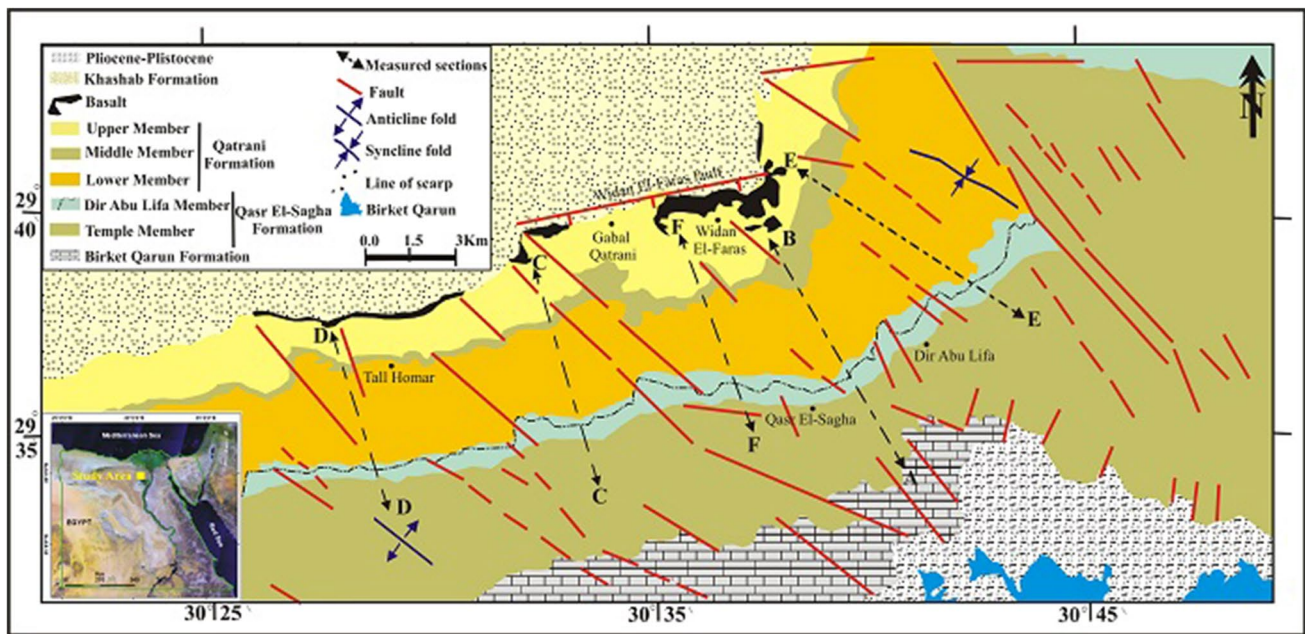 Pliocene-Plistocene
Khashab Formation
Basalt
Upper Member
Middle Member
Lower Member
Qatrani
Formation
Dir Abu Lifa Member
Temple Member
Qasr El-Sagha
Formation
Birket Qarun Formation
Measured sections
Fault
Anticline fold
Syncline fold
Line of scarp
Birket Qarun
0.0 1.5 3Km
N
29
40
29
35
Widan El-Faras fault
E
Gabal
Qatrani
F
Widan
El-Faras
B
C
D
E
Tall Homar
Dir Abu Lifa
Qasr El-Sagha
F
C
D
Mediterranean Sea
Study Area
EGYPT
Red Sea
30°125
30°135
30°145